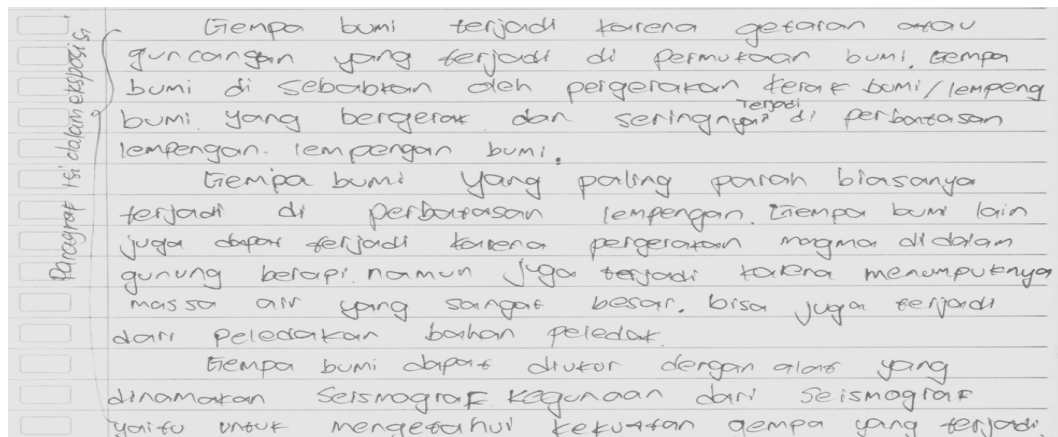 Gempa bumi terjadi karena getaran atau
guncangan yang terjadi di permukaan bumi. Gempa
bumi di sebabkan oleh pergerakan kerak bumi/lempeng
bumi. yang bergerak dan seringnya terjadi di perbatasan
lempengan. lempengan bumi.
Gempa bumi yang paling parah biasanya
terjadi di perbatasan lempengan. Gempa bumi lain
juga dapat terjadi karena pergerakan magma didalam
gunung berapi. namun juga terjadi karena menumpuknya
massa air yang sangat besar. bisa juga terjadi
dari peledakan bahan peledak.
Gempa bumi dapat diukur dengan alat yang
dinamakan seismograf. Kegunaan dari seismograf
yaitu untuk mengetahui kekuatan gempa yang terjadi.
Paragraf isi dalam eksposisi